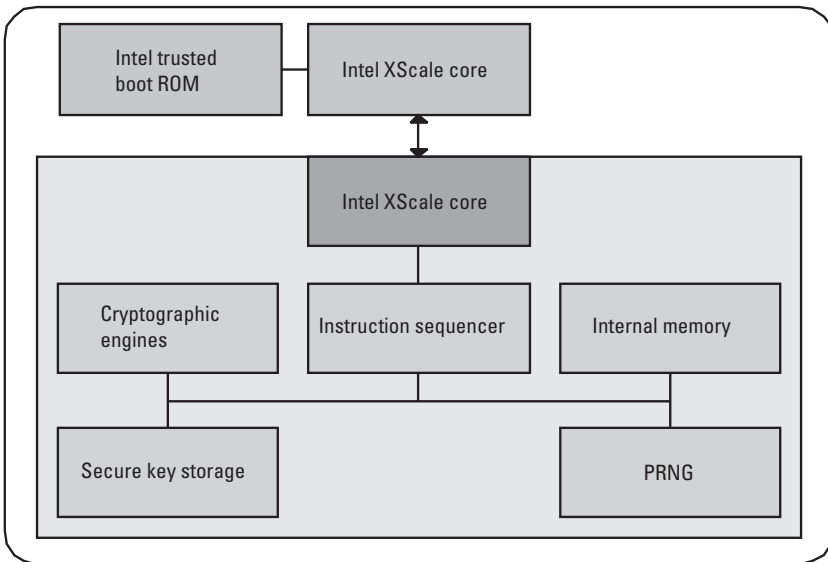 Intel trusted
boot ROM
Intel XScale core
Intel XScale core
Cryptographic
engines
Instruction sequencer
Internal memory
Secure key storage
PRNG